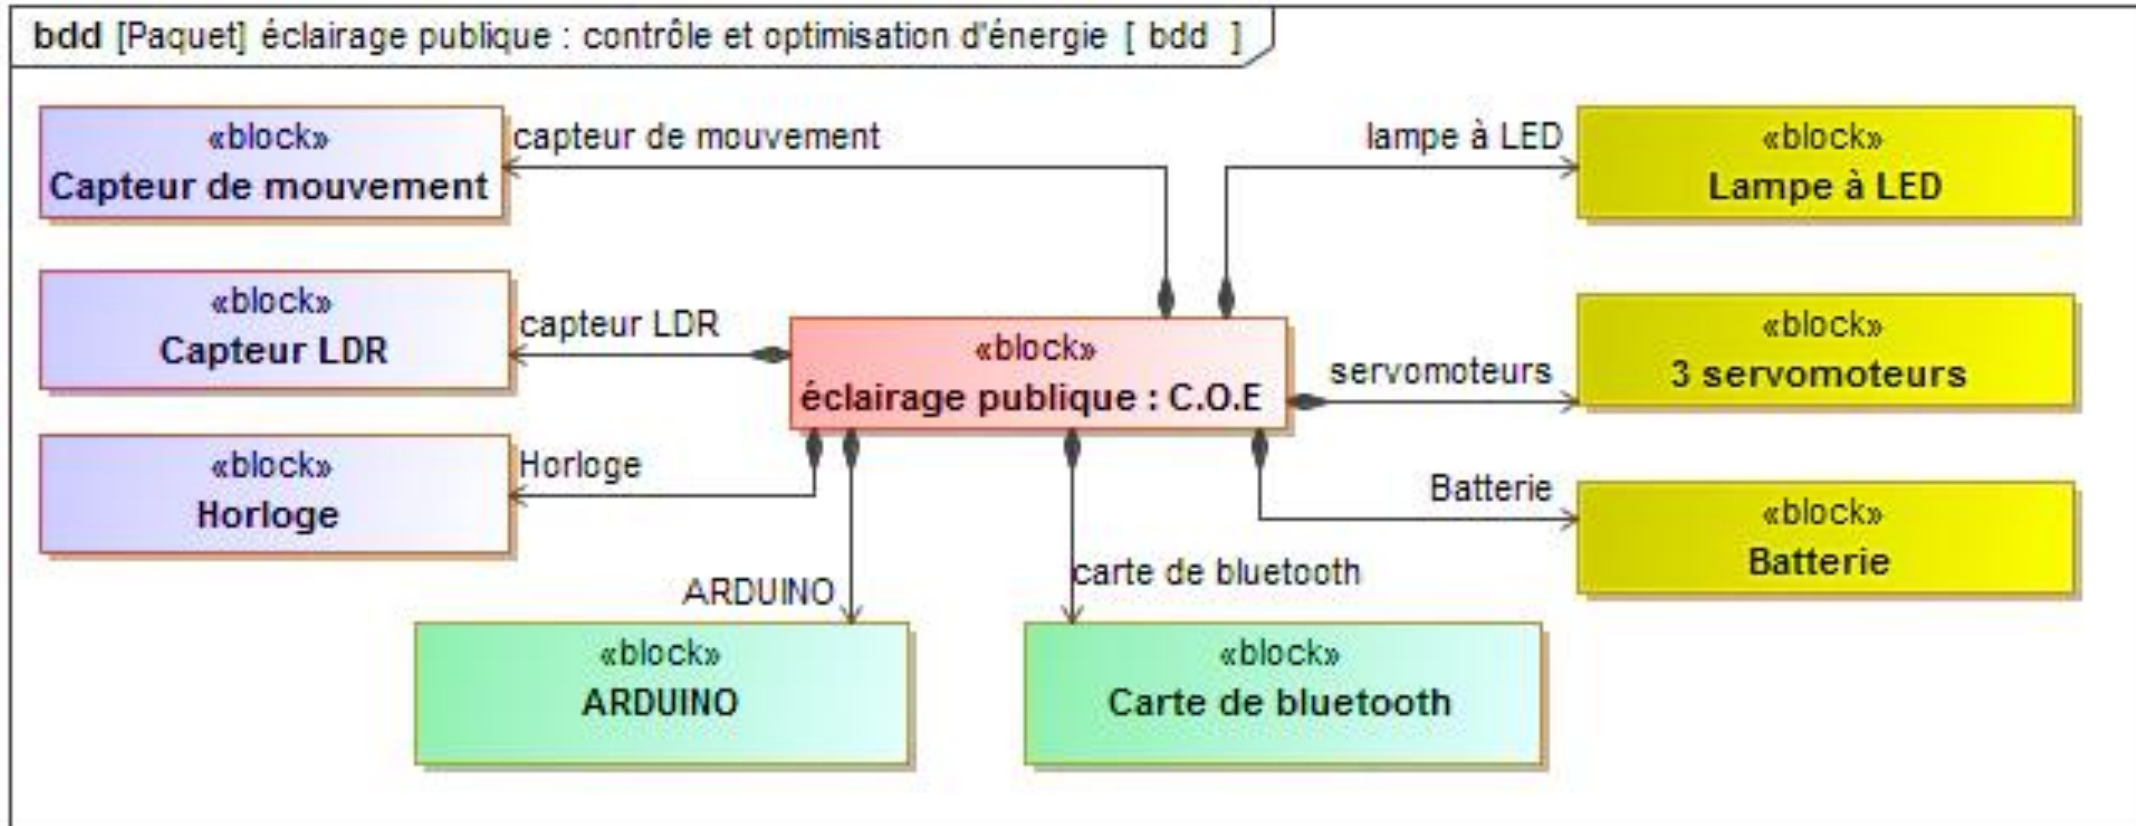 bdd [Paquet] éclairage publique : contrôle et optimisation d'énergie [ bdd ]
«block»
Capteur de mouvement
capteur de mouvement
lampe à LED
«block»
Lampe à LED
«block»
Capteur LDR
capteur LDR
«block»
éclairage publique : C.O.E
servomoteurs
«block»
3 servomoteurs
«block»
Horloge
Horloge
Batterie
«block»
Batterie
ARDUINO
carte de bluetooth
«block»
ARDUINO
«block»
Carte de bluetooth